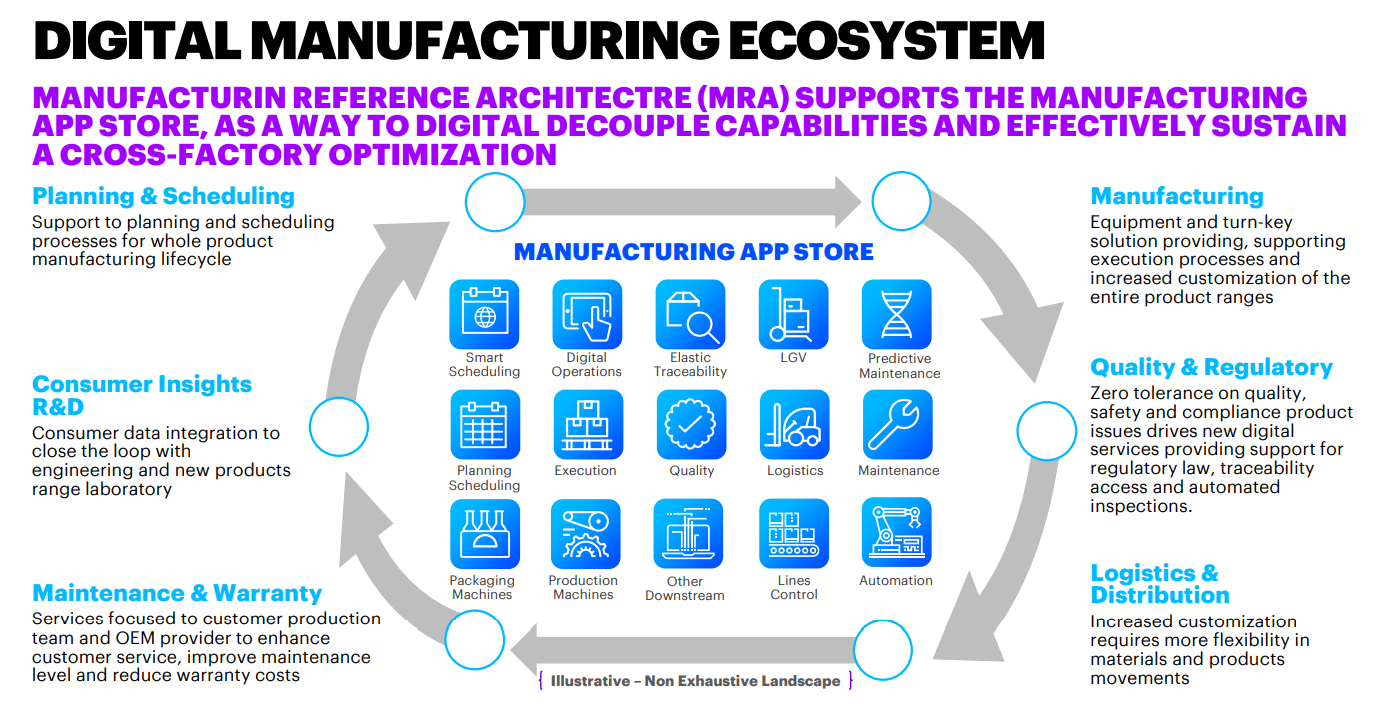 DIGITAL MANUFACTURING ECOSYSTEM
MANUFACTURIN REFERENCE ARCHITECTRE (MRA) SUPPORTS THE MANUFACTURING
APP STORE, AS A WAY TO DIGITAL DECOUPLE CAPABILITIES AND EFFECTIVELY SUSTAIN
A CROSS-FACTORY OPTIMIZATION
Planning & Scheduling
Support to planning and scheduling
processes for whole product
manufacturing lifecycle
Consumer Insights
R&D
Consumer data integration to
close the loop with
engineering and new products
range laboratory
Maintenance & Warranty
Services focused to customer production
team and OEM provider to enhance
customer service, improve maintenance
level and reduce warranty costs
MANUFACTURING APP STORE
Smart
Scheduling
Digital
Operations
Elastic
Traceability
LGV
Predictive
Maintenance
Planning
Scheduling
Execution
Quality
Logistics
Maintenance
Packaging
Machines
Production
Machines
Other
Downstream
Lines
Control
Automation
{ Illustrative – Non Exhaustive Landscape }
Manufacturing
Equipment and turn-key
solution providing, supporting
execution processes and
increased customization of the
entire product ranges
Quality & Regulatory
Zero tolerance on quality,
safety and compliance product
issues drives new digital
services providing support for
regulatory law, traceability
access and automated
inspections.
Logistics &
Distribution
Increased customization
requires more flexibility in
materials and products
movements